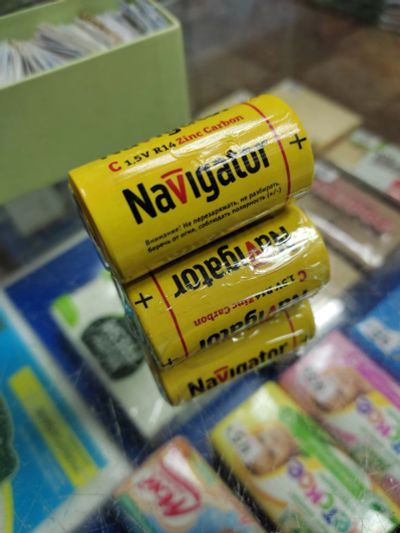 C 1.5V R14 Zinc Carbon
Navigator
+
Внимание! Не перезаряжать, не разбирать,
беречь от огня, соблюдать полярность (+/-)
Navigator
+
C 1.5V R14 Zinc Carbon
Navigator
Navigator
+